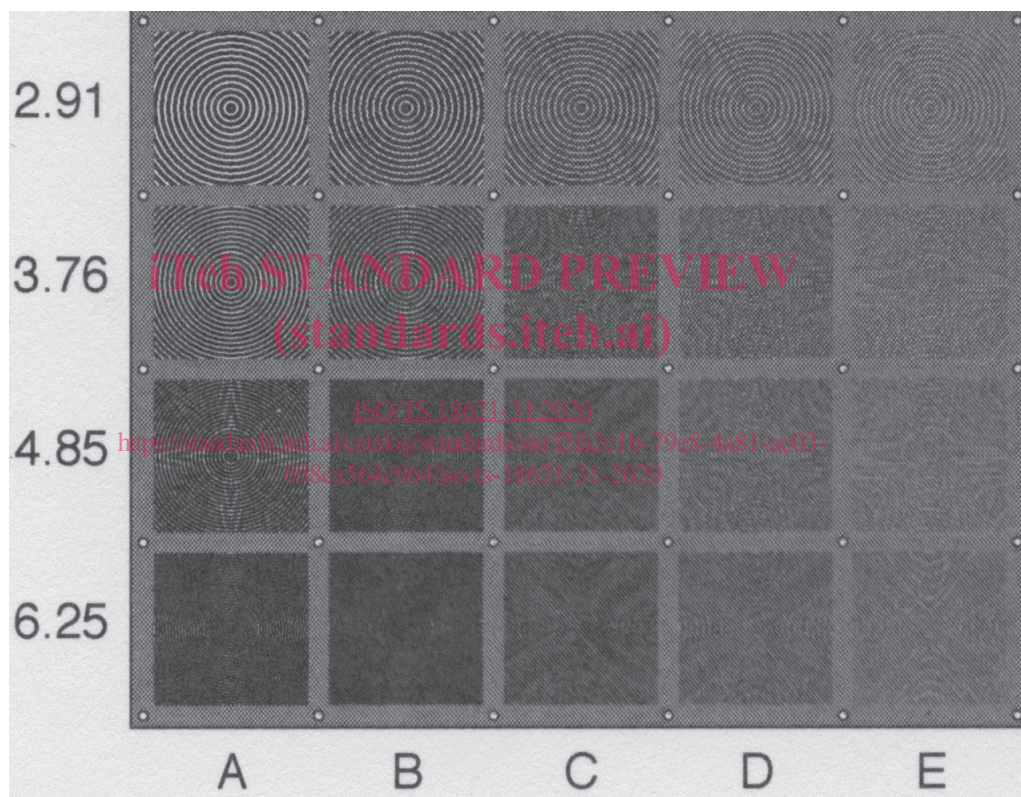 2.91
3.76
iTeh STANDARD PREVIEW
(standards.iteh.ai)
ISO/TS 18621-31:2020
4.85
6.25
A B C D E